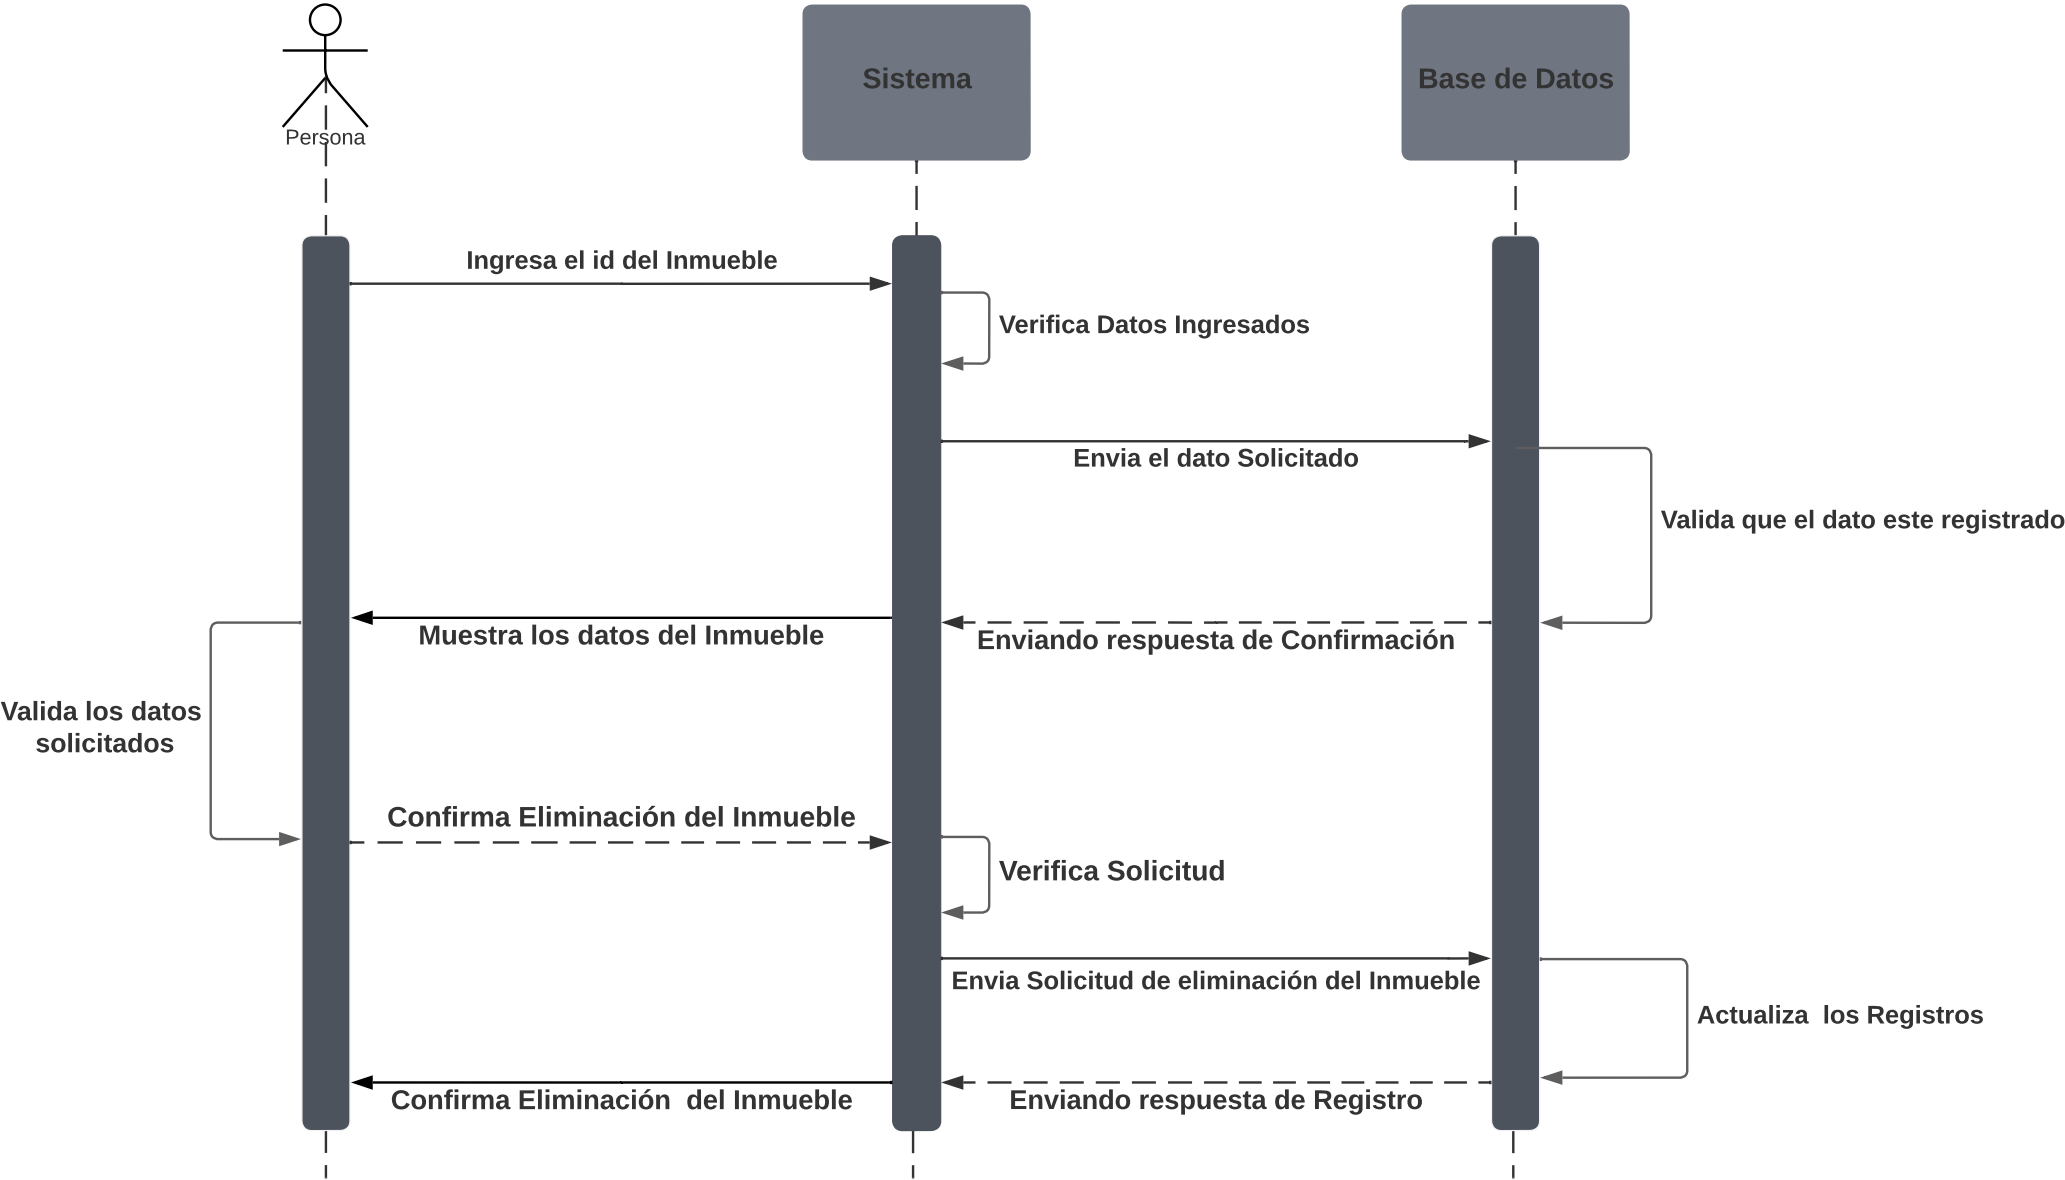 Persona
Sistema
Base de Datos
Ingresa el id del Inmueble
Verifica Datos Ingresados
Envia el dato Solicitado
Valida que el dato este registrado
Muestra los datos del Inmueble
Enviando respuesta de Confirmación
Valida los datos
solicitados
Confirma Eliminación del Inmueble
Verifica Solicitud
Envia Solicitud de eliminación del Inmueble
Actualiza  los Registros
Confirma Eliminación  del Inmueble
Enviando respuesta de Registro